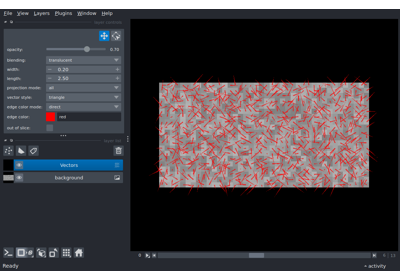 File View Layers Plugins Window Help
layer controls
opacity: 0.70
blending: translucent
width: 0.20
length: 2.50
projection mode: all
vector style: triangle
edge color mode: direct
edge color: red
out of slice:
layer list
Vectors
background
Ready
activity